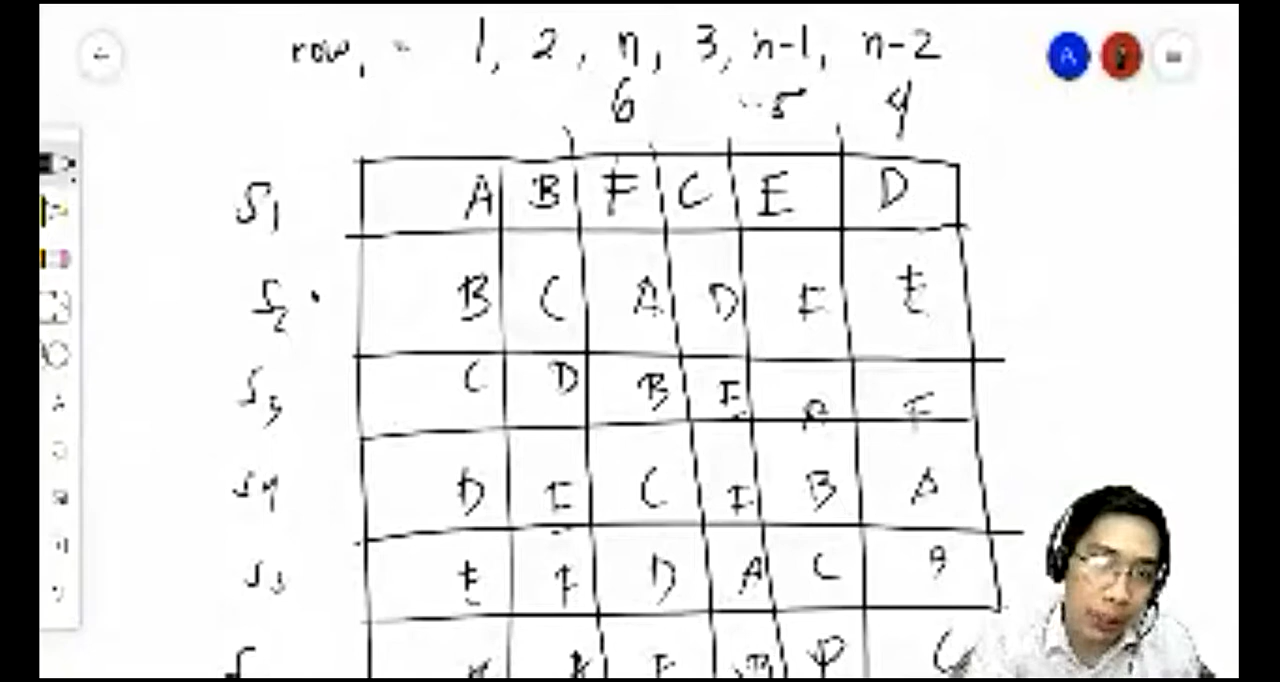 row, = 1, 2, n, 3, n-1, n-2
6 5 4
S1 A B F C E D
S2 B C A D F E
S3 C D B E A F
S4 D E C F B A
S5 E F D A C B
S F E B D C